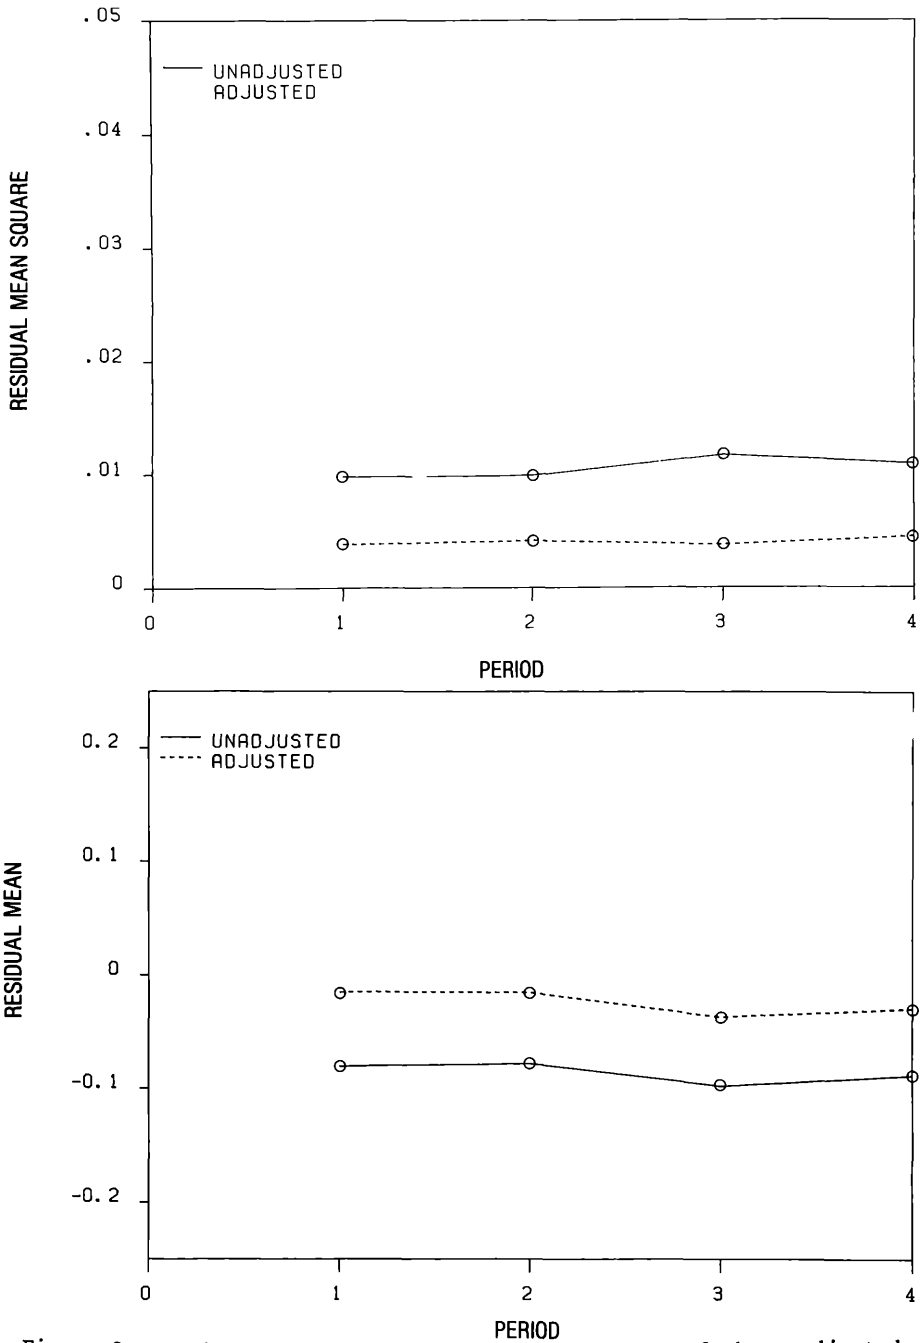 .05
UNADJUSTED
ADJUSTED
.04
.03
.02
.01
0
RESIDUAL MEAN SQUARE
0 1 2 3 4
PERIOD
0.2
UNADJUSTED
ADJUSTED
0.1
0
-0.1
-0.2
RESIDUAL MEAN
0 1 2 3 4
PERIOD